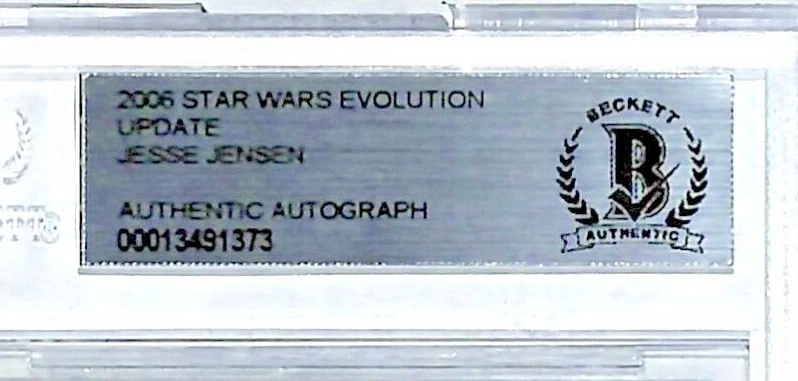 2006 STAR WARS EVOLUTION
UPDATE
JESSE JENSEN
AUTHENTIC AUTOGRAPH
00013491373
BECKETT
B
AUTHENTIC